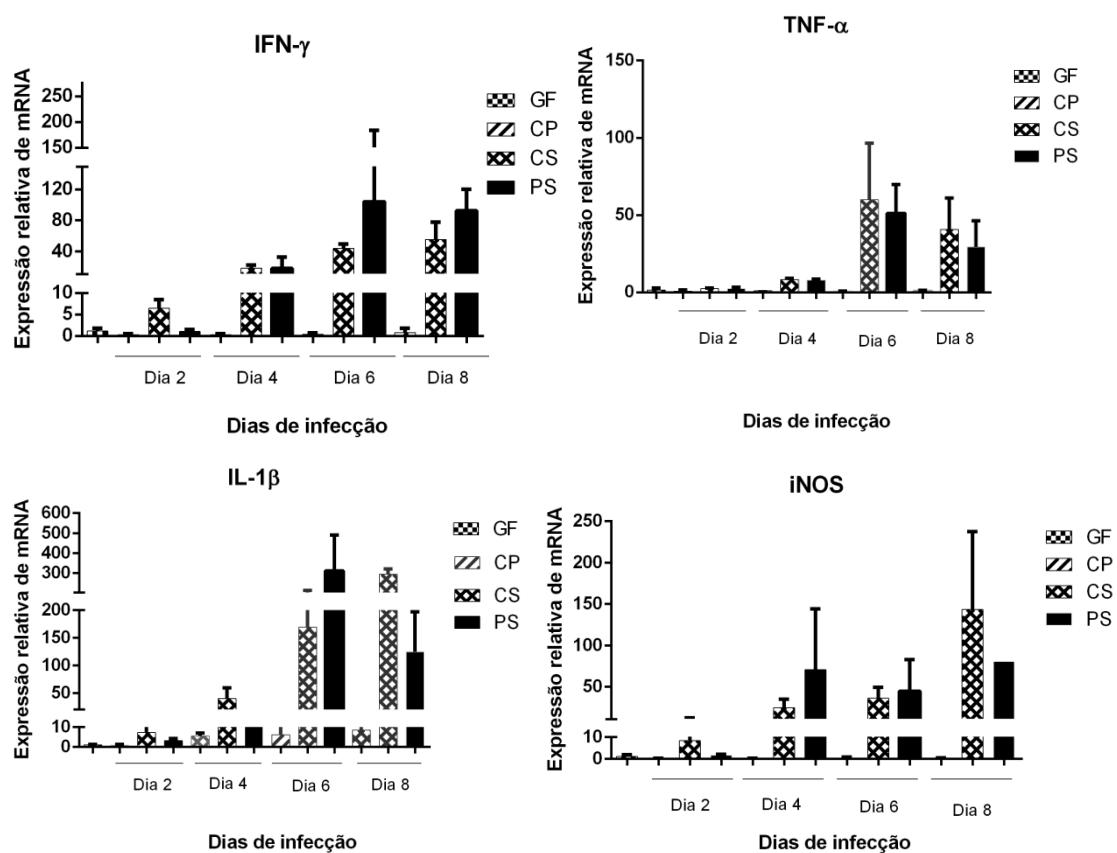 IFN-γ
Expressão relativa de mRNA
250
200
150
120
80
40
10
5
0
GF
CP
CS
PS
Dia 2
Dia 4
Dia 6
Dia 8
Dias de infecção
TNF-α
Expressão relativa de mRNA
150
100
50
0
GF
CP
CS
PS
Dia 2
Dia 4
Dia 6
Dia 8
Dias de infecção
IL-1β
Expressão relativa de mRNA
600
500
400
300
200
150
100
50
10
0
GF
CP
CS
PS
Dia 2
Dia 4
Dia 6
Dia 8
Dias de infecção
iNOS
Expressão relativa de mRNA
250
200
150
100
50
10
0
GF
CP
CS
PS
Dia 2
Dia 4
Dia 6
Dia 8
Dias de infecção